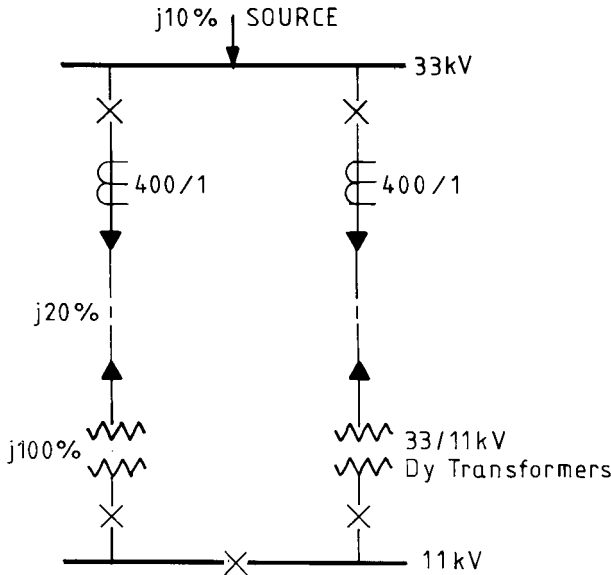 j10% SOURCE
33kV
400/1
400/1
j20%
j100%
33/11kV
Dy Transformers
11kV